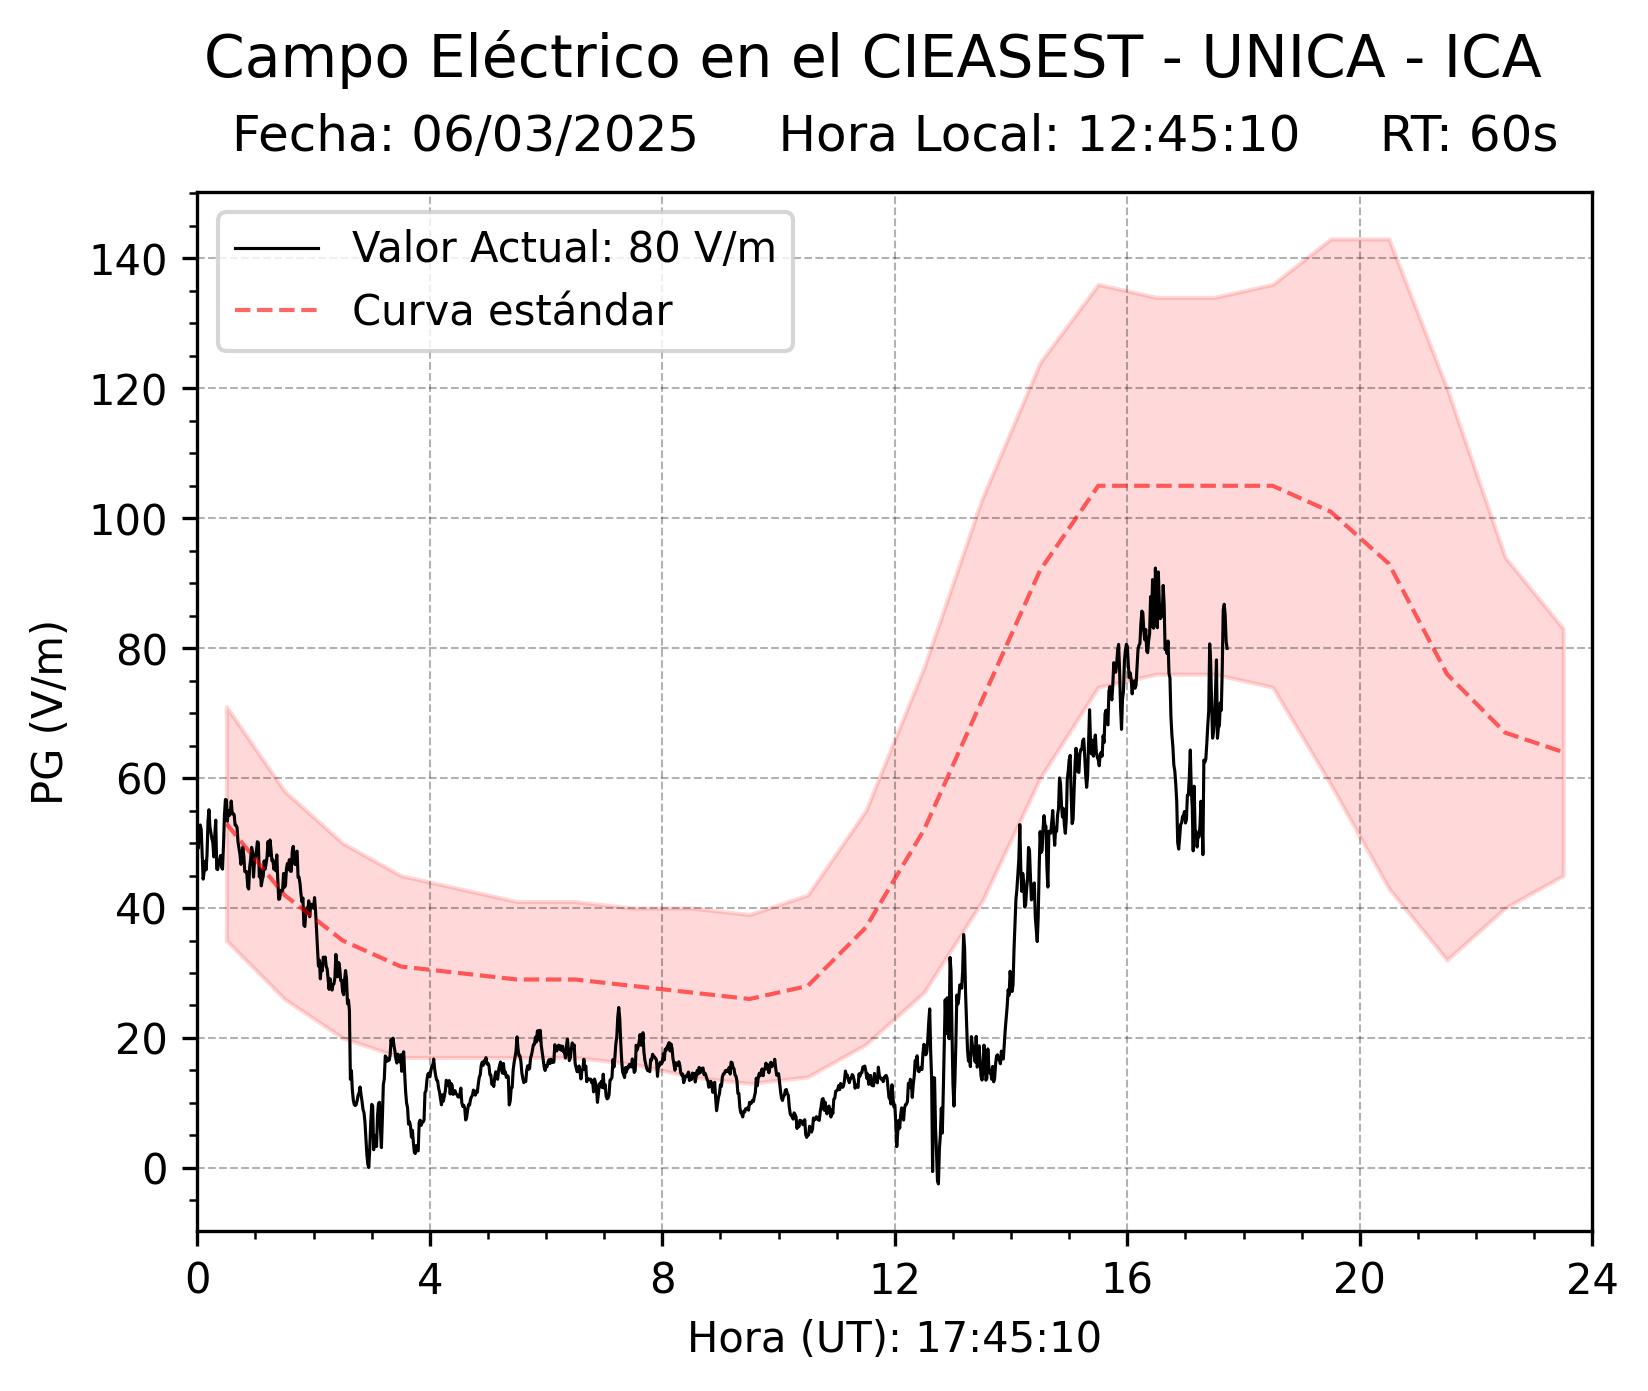 Campo Eléctrico en el CIEASEST - UNICA - ICA
Fecha: 06/03/2025 Hora Local: 12:45:10 RT: 60s
Valor Actual: 80 V/m
Curva estándar
140
120
100
80
60
40
20
0
PG (V/m)
0 4 8 12 16 20 24
Hora (UT): 17:45:10